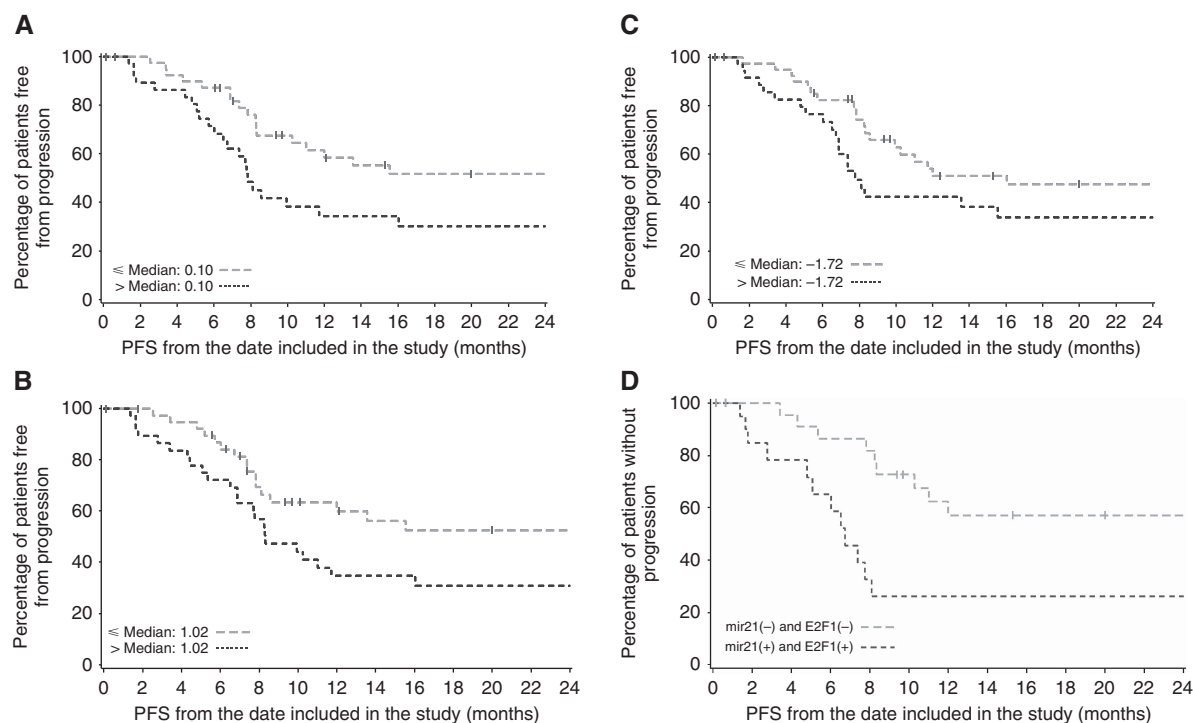 A
Percentage of patients free
from progression
100
80
60
40
20
0
≤ Median: 0.10
> Median: 0.10
0 2 4 6 8 10 12 14 16 18 20 22 24
PFS from the date included in the study (months)
B
Percentage of patients free
from progression
100
80
60
40
20
0
≤ Median: 1.02
> Median: 1.02
0 2 4 6 8 10 12 14 16 18 20 22 24
PFS from the date included in the study (months)
C
Percentage of patients free
from progression
100
80
60
40
20
0
≤ Median: –1.72
> Median: –1.72
0 2 4 6 8 10 12 14 16 18 20 22 24
PFS from the date included in the study (months)
D
Percentage of patients without
progression
100
80
60
40
20
0
mir21(–) and E2F1(–)
mir21(+) and E2F1(+)
0 2 4 6 8 10 12 14 16 18 20 22 24
PFS from the date included in the study (months)